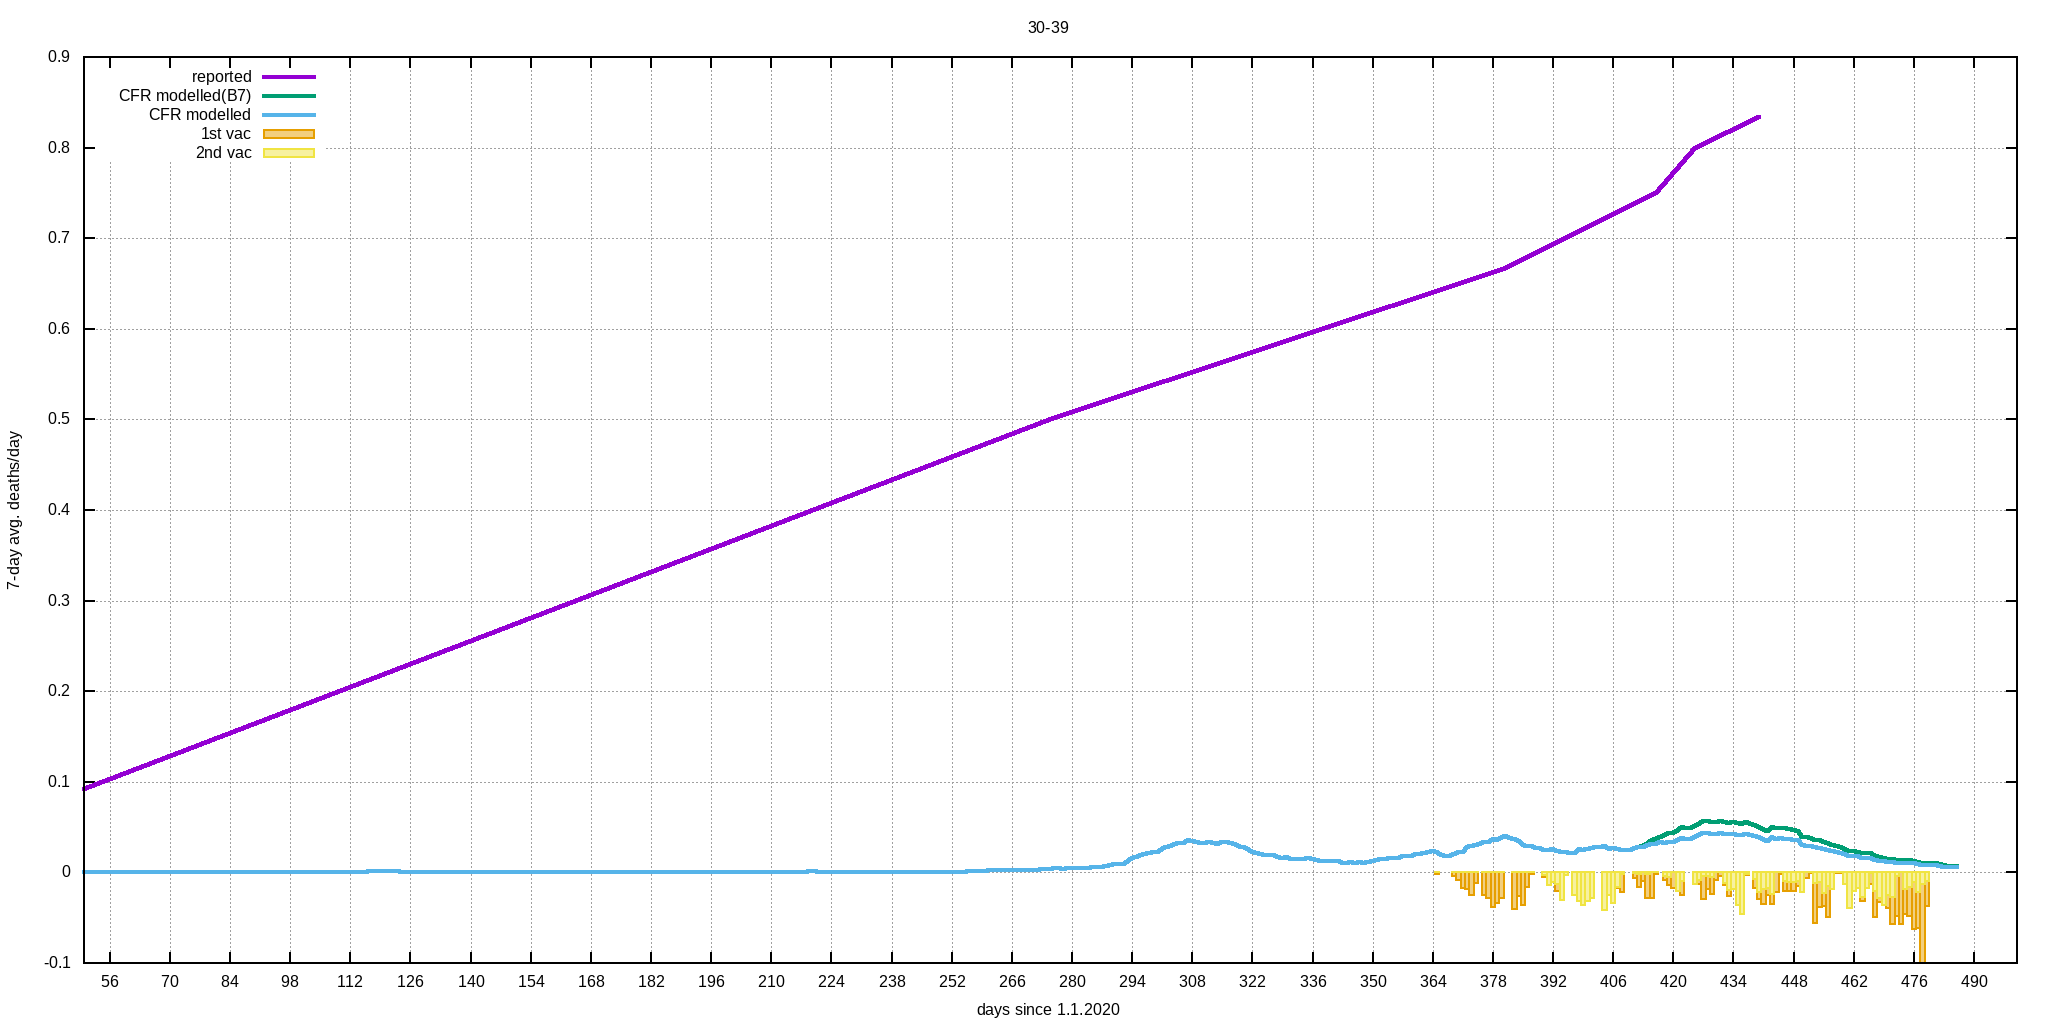 30-39
reported
CFR modelled(B7)
CFR modelled
1st vac
2nd vac
0.9
0.8
0.7
0.6
0.5
0.4
0.3
0.2
0.1
0
-0.1
7-day avg. deaths/day
56 70 84 98 112 126 140 154 168 182 196 210 224 238 252 266 280 294 308 322 336 350 364 378 392 406 420 434 448 462 476 490
days since 1.1.2020